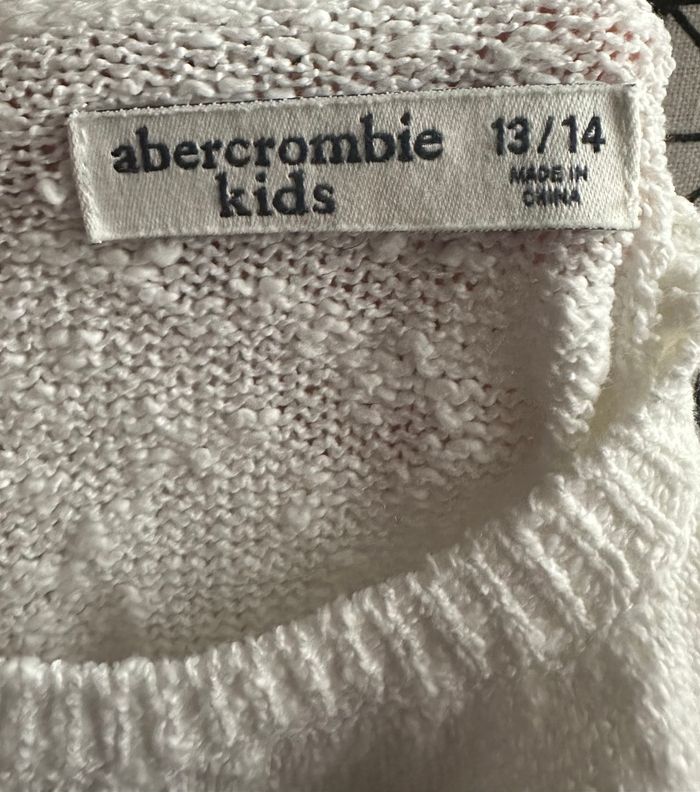 abercrombie
kids
13/14
MADE IN
CHINA